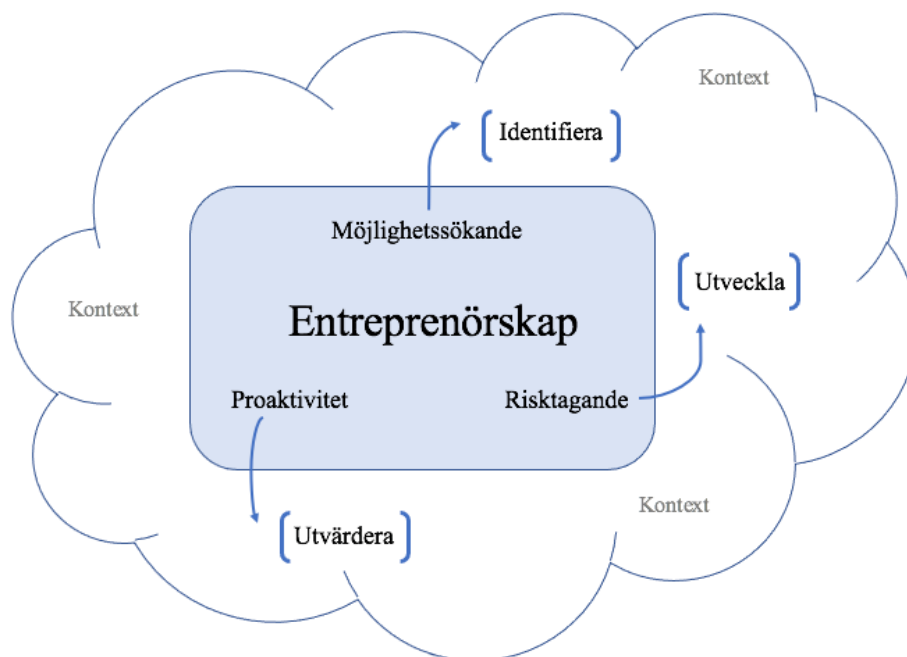 Kontext
Identifiera
Möjlighetssökande
Utveckla
Kontext
Entreprenörskap
Proaktivitet
Risktagande
Kontext
Utvärdera